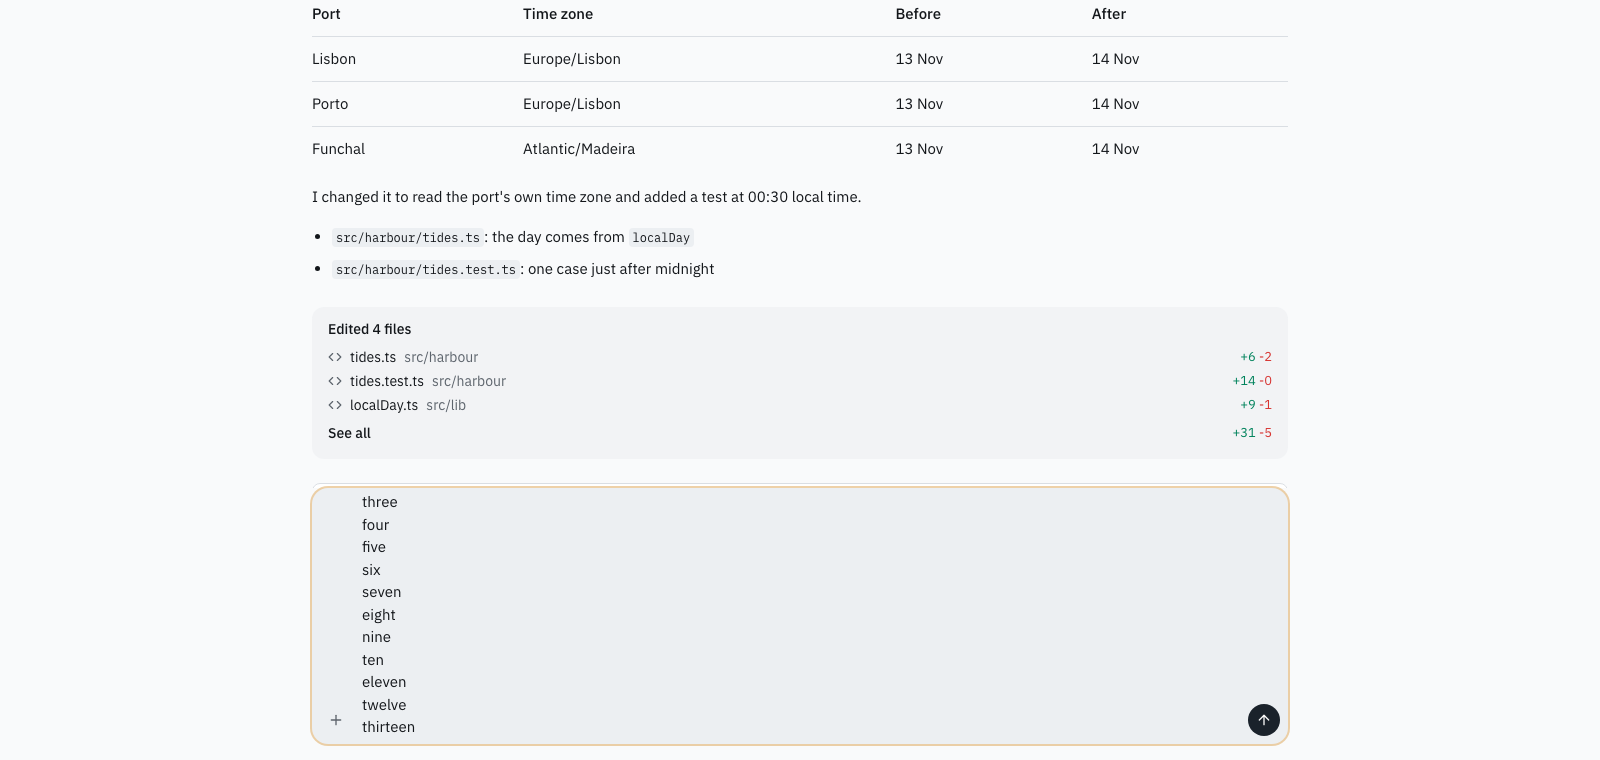 Port Time zone Before After
Lisbon Europe/Lisbon 13 Nov 14 Nov
Porto Europe/Lisbon 13 Nov 14 Nov
Funchal Atlantic/Madeira 13 Nov 14 Nov
I changed it to read the port's own time zone and added a test at 00:30 local time.
src/harbour/tides.ts: the day comes from localDay
src/harbour/tides.test.ts: one case just after midnight
Edited 4 files
tides.ts src/harbour +6 -2
tides.test.ts src/harbour +14 -0
localDay.ts src/lib +9 -1
See all +31 -5
three
four
five
six
seven
eight
nine
ten
eleven
twelve
thirteen